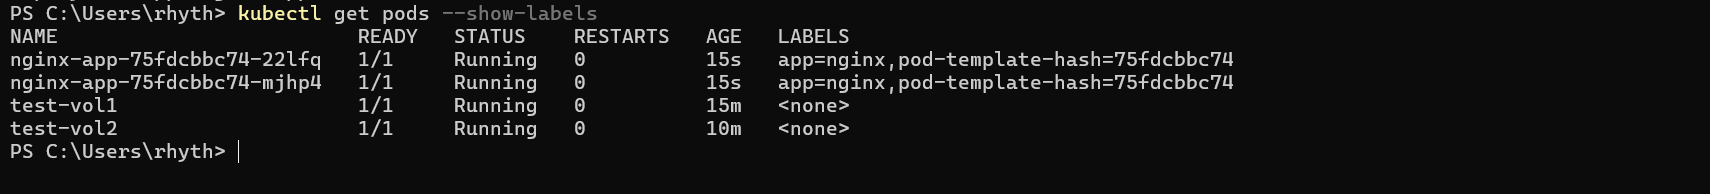 PS C:\Users\rhyth> kubectl get pods --show-labels
NAME                         READY   STATUS    RESTARTS   AGE   LABELS
nginx-app-75fdcbbc74-22lfq   1/1     Running   0          15s   app=nginx,pod-template-hash=75fdcbbc74
nginx-app-75fdcbbc74-mjhp4   1/1     Running   0          15s   app=nginx,pod-template-hash=75fdcbbc74
test-vol1                    1/1     Running   0          15m   <none>
test-vol2                    1/1     Running   0          10m   <none>
PS C:\Users\rhyth>